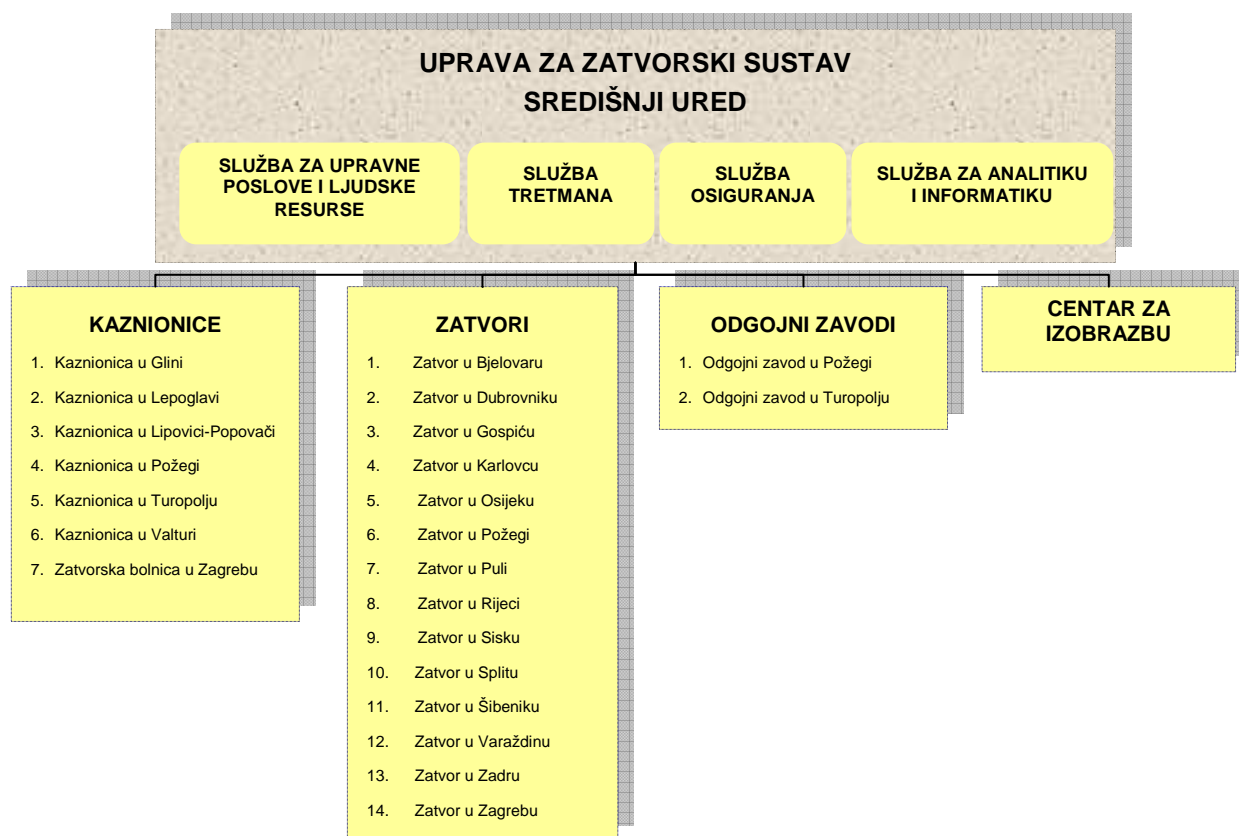 UPRAVA ZA ZATVORSKI SUSTAV
SREDIŠNJI URED
SLUŽBA ZA UPRAVNE
POSLOVE I LJUDSKE
RESURSE
SLUŽBA
TRETMANA
SLUŽBA
OSIGURANJA
SLUŽBA ZA ANALITIKU
I INFORMATIKU
KAZNIONICE
1. Kaznionica u Glini
2. Kaznionica u Lepoglavi
3. Kaznionica u Lipovici-Popovači
4. Kaznionica u Požegi
5. Kaznionica u Turopolju
6. Kaznionica u Valturi
7. Zatvorska bolnica u Zagrebu
ZATVORI
1. Zatvor u Bjelovaru
2. Zatvor u Dubrovniku
3. Zatvor u Gospiću
4. Zatvor u Karlovcu
5. Zatvor u Osijeku
6. Zatvor u Požegi
7. Zatvor u Puli
8. Zatvor u Rijeci
9. Zatvor u Sisku
10. Zatvor u Splitu
11. Zatvor u Šibeniku
12. Zatvor u Varaždinu
13. Zatvor u Zadru
14. Zatvor u Zagrebu
ODGOJNI ZAVODI
1. Odgojni zavod u Požegi
2. Odgojni zavod u Turopolju
CENTAR ZA
IZOBRAZBU